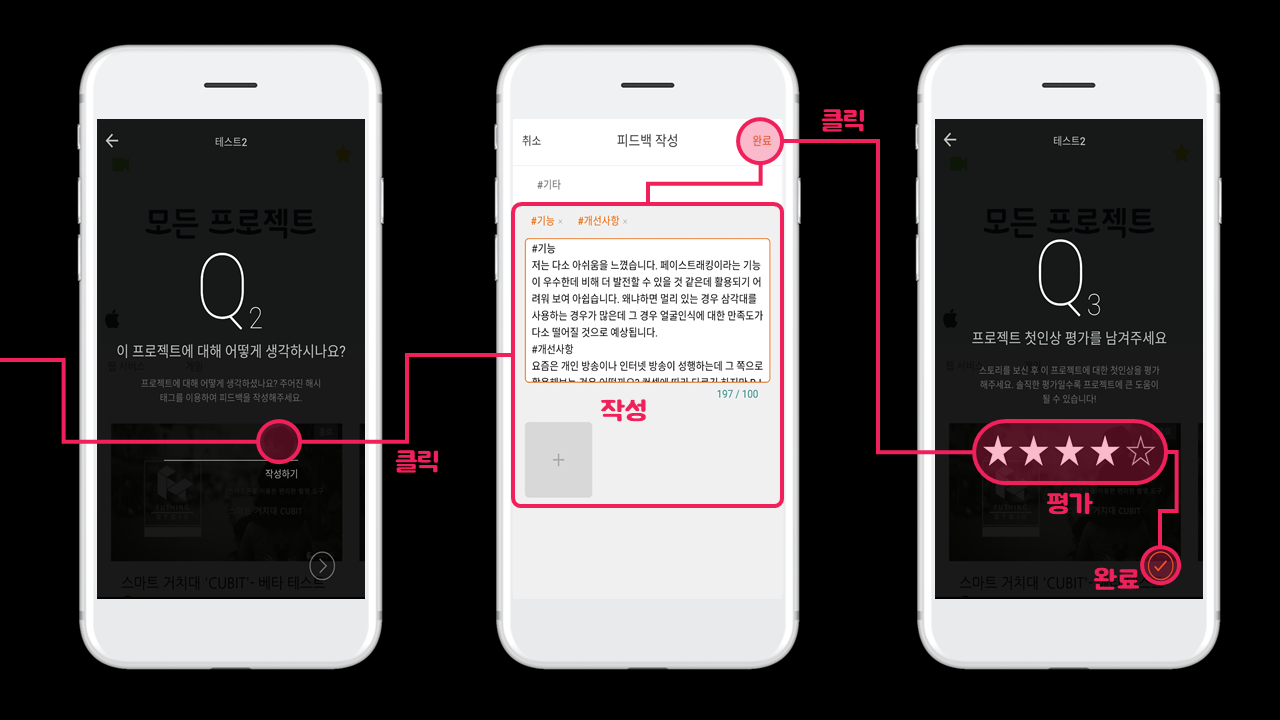 테스트2
모든 프로젝트
Q2
이 프로젝트에 대해 어떻게 생각하시나요?
프로젝트에 대해 어떻게 생각하셨나요? 주어진 해시
태그를 이용하여 피드백을 작성해주세요.
작성하기
스마트 거치대 'CUBIT'- 베타 테스트
클릭
취소
피드백 작성
완료
#기타
#기능 ×
#개선사항 ×
#기능
저는 다소 아쉬움을 느꼈습니다. 페이스트래킹이라는 기능
이 우수한데 비해 더 발전할 수 있을 것 같은데 활용되기 어
려워 보여 아쉽습니다. 왜냐하면 멀리 있는 경우 삼각대를
사용하는 경우가 많은데 그 경우 얼굴인식에 대한 만족도가
다소 떨어질 것으로 예상됩니다.
#개선사항
요즘은 개인 방송이나 인터넷 방송이 성행하는데 그 쪽으로
197 / 100
작성
클릭
테스트2
모든 프로젝트
Q3
프로젝트 첫인상 평가를 남겨주세요
스토리를 보신 후 이 프로젝트에 대한 첫인상을 평가
해주세요. 솔직한 평가일수록 프로젝트에 큰 도움이
될 수 있습니다!
평가
완료
스마트 거치대 'CUBIT'-